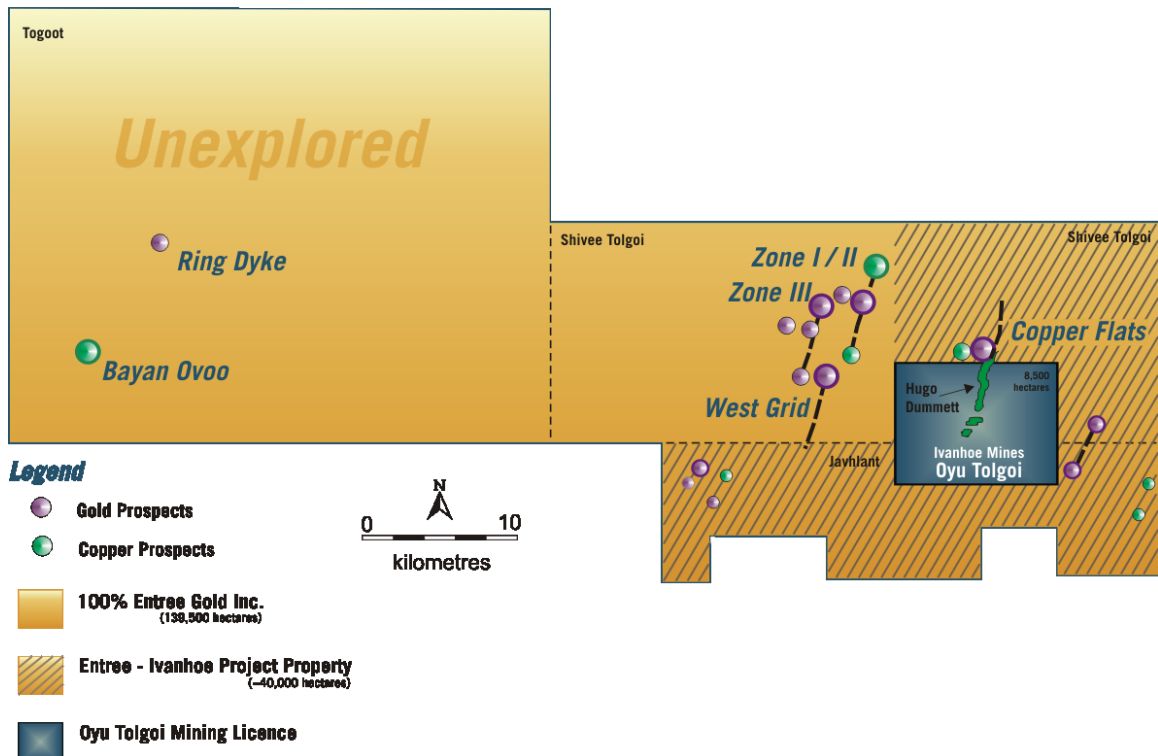 Togoot
Unexplored
Ring Dyke
Bayan Ovoo
Shivee Tolgoi
Shivee Tolgoi
Zone I / II
Zone III
Copper Flats
West Grid
8,500
hectares
Hugo
Dummett
Ivanhoe Mines
Oyu Tolgoi
Javhlant
Legend
Gold Prospects
Copper Prospects
N
0 10
kilometres
100% Entree Gold Inc.
(139,500 hectares)
Entree - Ivanhoe Project Property
(~40,000 hectares)
Oyu Tolgoi Mining Licence